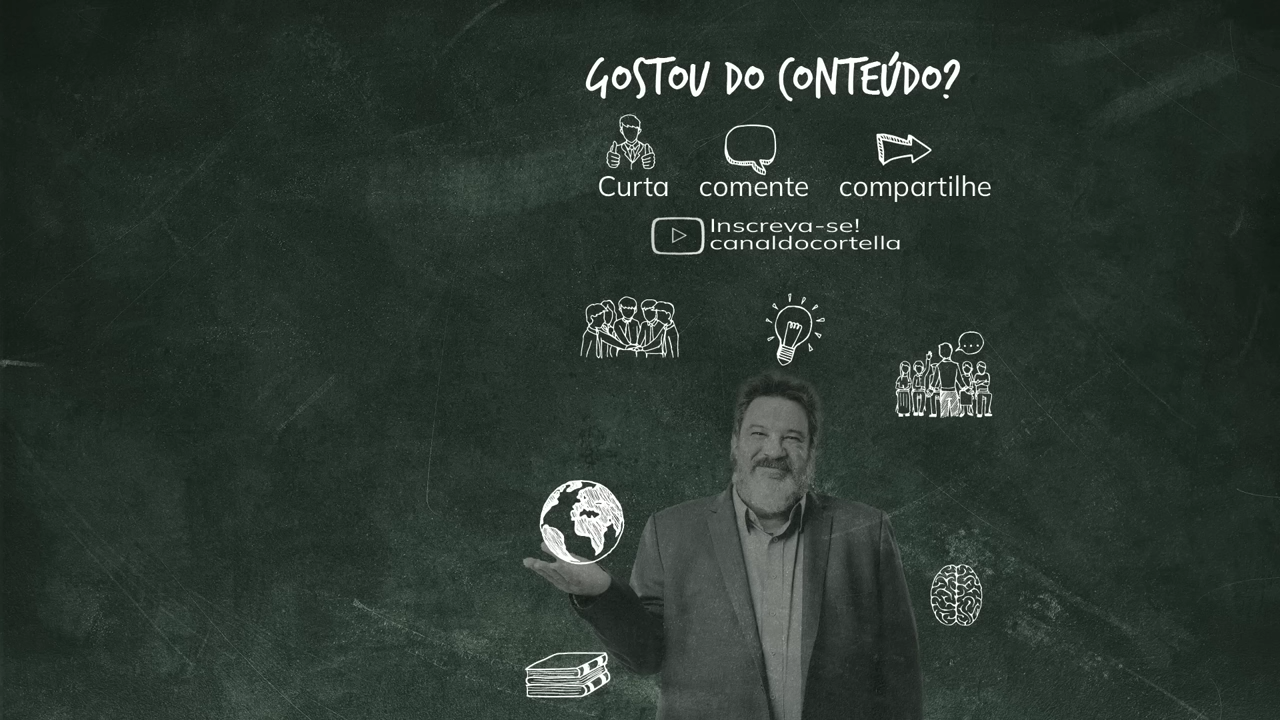 GOSTOU DO CONTEÚDO?
Curta comente compartilhe
Inscreva-se!
canaldocortella